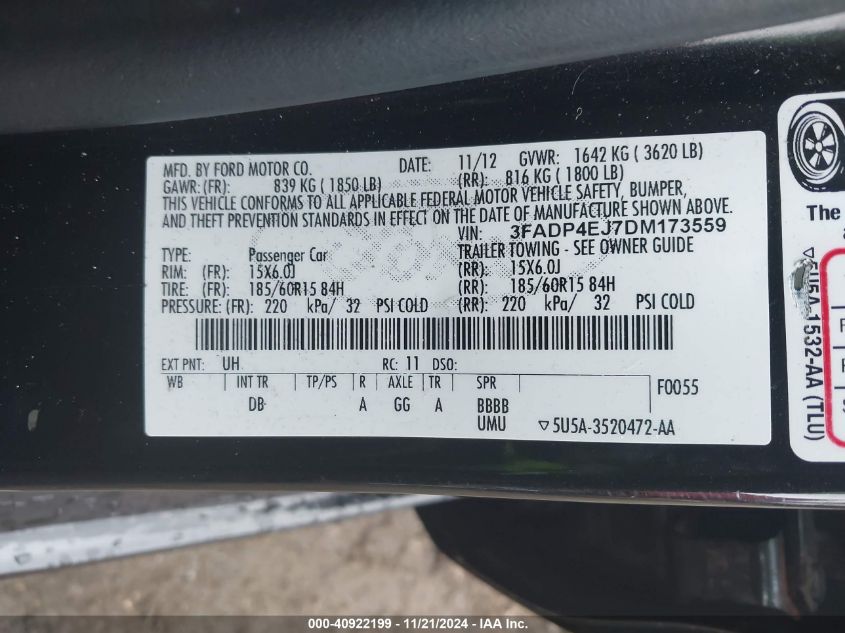 MFD. BY FORD MOTOR CO. DATE: 11/12 GVWR: 1642 KG ( 3620 LB)
GAWR: (FR): 839 KG ( 1850 LB) (RR): 816 KG ( 1800 LB)
THIS VEHICLE CONFORMS TO ALL APPLICABLE FEDERAL MOTOR VEHICLE SAFETY, BUMPER,
AND THEFT PREVENTION STANDARDS IN EFFECT ON THE DATE OF MANUFACTURE SHOWN ABOVE.
VIN: 3FADP4EJ7DM173559
TYPE: Passenger Car TRAILER TOWING - SEE OWNER GUIDE
RIM: (FR): 15X6.0J (RR): 15X6.0J
TIRE: (FR): 185/60R15 84H (RR): 185/60R15 84H
PRESSURE: (FR): 220 kPa/ 32 PSI COLD (RR): 220 kPa/ 32 PSI COLD
EXT PNT: UH RC: 11 DSO:
WB INT TR TP/PS R AXLE TR SPR F0055
DB A GG A BBBB
UMU ▽5U5A-3520472-AA
The
▽5U5A-1532-AA (TLU)
000-40922199 - 11/21/2024 - IAA Inc.